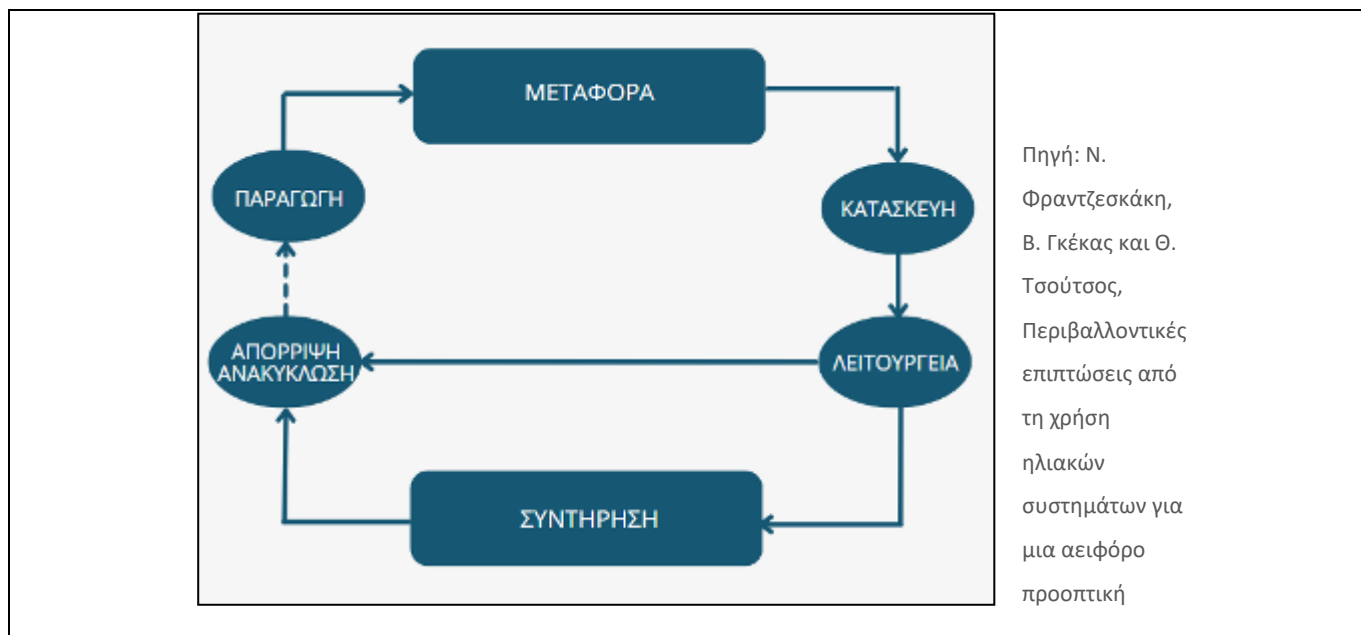 ΜΕΤΑΦΟΡΑ
ΠΑΡΑΓΩΓΗ
ΚΑΤΑΣΚΕΥΗ
ΑΠΟΡΡΙΨΗ
ΑΝΑΚΥΚΛΩΣΗ
ΛΕΙΤΟΥΡΓΕΙΑ
ΣΥΝΤΗΡΗΣΗ
Πηγή: Ν.
Φραντζεσκάκη,
Β. Γκέκας και Θ.
Τσούτσος,
Περιβαλλοντικές
επιπτώσεις από
τη χρήση
ηλιακών
συστημάτων για
μια αειφόρο
προοπτική